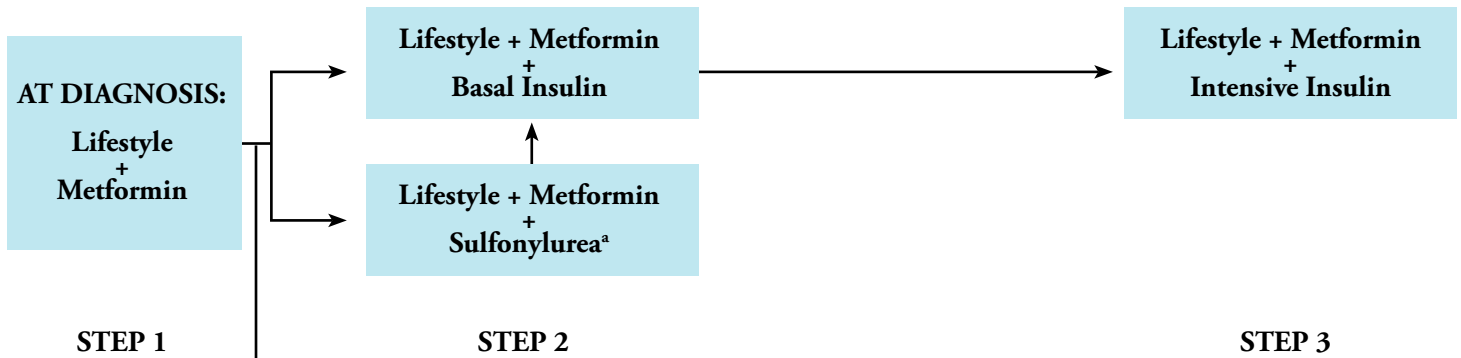 AT DIAGNOSIS:
Lifestyle
+
Metformin
Lifestyle + Metformin
+
Basal Insulin
Lifestyle + Metformin
+
Sulfonylureaᵃ
Lifestyle + Metformin
+
Intensive Insulin
STEP 1
STEP 2
STEP 3